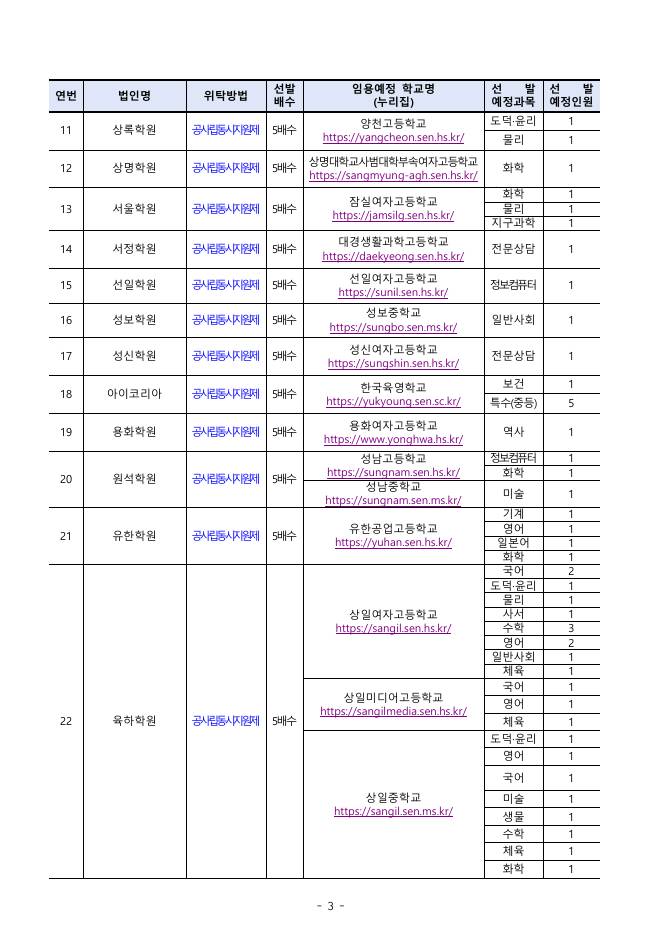 연번 법인명 위탁방법 선발 배수 임용예정 학교명 (누리집) 선 발 예정과목 선 발 예정인원
11 상록학원 공사립동시지원제 5배수 양천고등학교 도덕·윤리 1
https://yangcheon.sen.hs.kr/ 물리 1
12 상명학원 공사립동시지원제 5배수 상명대학교사범대학부속여자고등학교 화학 1
https://sangmyung-agh.sen.hs.kr/
13 서울학원 공사립동시지원제 5배수 잠실여자고등학교 화학 1
https://jamsilg.sen.hs.kr/ 물리 1
지구과학 1
14 서정학원 공사립동시지원제 5배수 대경생활과학고등학교 전문상담 1
https://daekyeong.sen.hs.kr/
15 선일학원 공사립동시지원제 5배수 선일여자고등학교 정보컴퓨터 1
https://sunil.sen.hs.kr/
16 성보학원 공사립동시지원제 5배수 성보중학교 일반사회 1
https://sungbo.sen.ms.kr/
17 성신학원 공사립동시지원제 5배수 성신여자고등학교 전문상담 1
https://sungshin.sen.hs.kr/
18 아이코리아 공사립동시지원제 5배수 한국육영학교 보건 1
https://yukyoung.sen.sc.kr/ 특수(중등) 5
19 용화학원 공사립동시지원제 5배수 용화여자고등학교 역사 1
https://www.yonghwa.hs.kr/
20 원석학원 공사립동시지원제 5배수 성남고등학교 정보컴퓨터 1
https://sungnam.sen.hs.kr/ 화학 1
성남중학교 미술 1
https://sungnam.sen.ms.kr/
21 유한학원 공사립동시지원제 5배수 유한공업고등학교 기계 1
https://yuhan.sen.hs.kr/ 영어 1
일본어 1
화학 1
22 육하학원 공사립동시지원제 5배수 상일여자고등학교 국어 2
https://sangil.sen.hs.kr/ 도덕·윤리 1
물리 1
사서 1
수학 3
영어 2
일반사회 1
체육 1
상일미디어고등학교 국어 1
https://sangilmedia.sen.hs.kr/ 영어 1
체육 1
상일중학교 도덕·윤리 1
https://sangil.sen.ms.kr/ 영어 1
국어 1
미술 1
생물 1
수학 1
체육 1
화학 1
- 3 -